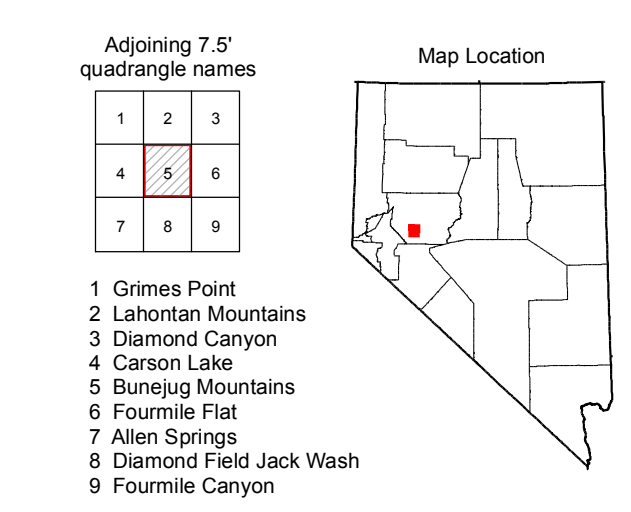 Adjoining 7.5'
quadrangle names
Map Location
1 2 3
4 5 6
7 8 9
1 Grimes Point
2 Lahontan Mountains
3 Diamond Canyon
4 Carson Lake
5 Bunejug Mountains
6 Fourmile Flat
7 Allen Springs
8 Diamond Field Jack Wash
9 Fourmile Canyon